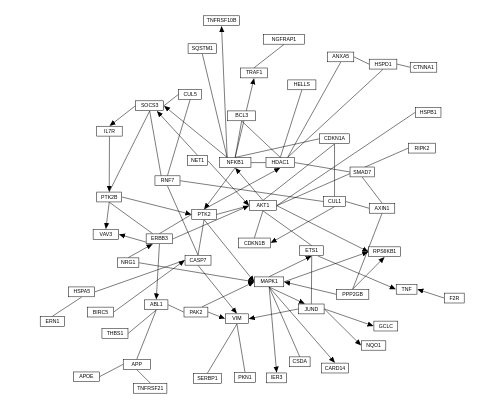 TNFRSF10B
NGFRAP1
SQSTM1
ANXA5
HSPD1
CTNNA1
TRAF1
HELLS
CUL5
SOCS3
BCL3
HSPB1
IL7R
CDKN1A
RIPK2
NET1
NFKB1
HDAC1
SMAD7
RNF7
PTK2B
CUL1
AKT1
AXIN1
PTK2
VAV3
ERBB3
CDKN1B
ETS1
RPS6KB1
NRG1
CASP7
MAPK1
HSPA5
PPP2GB
TNF
F2R
ABL1
BIRC5
PAK2
JUND
ERN1
VIM
GCLC
THBS1
NQO1
APP
CSDA
CARD14
APOE
SERBP1
PKN1
IER3
TNFRSF21